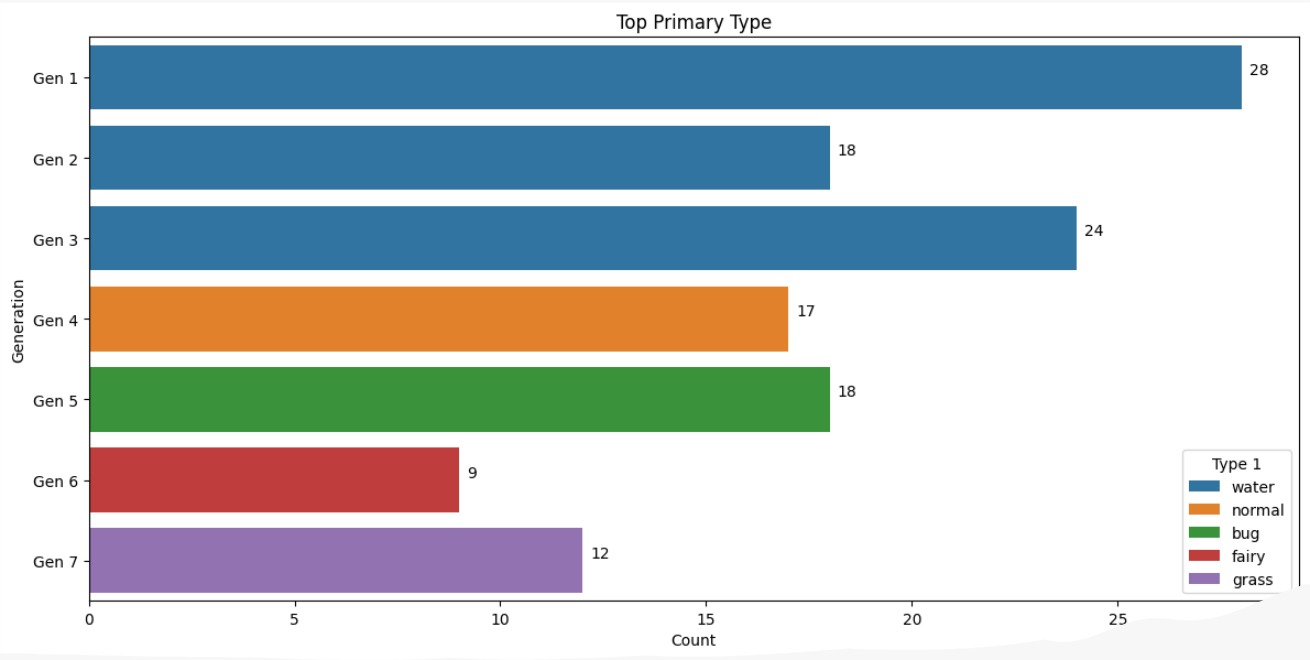 Top Primary Type
Gen 1
28
Gen 2
18
Gen 3
24
Gen 4
17
Gen 5
18
Gen 6
9
Gen 7
12
Generation
Type 1
water
normal
bug
fairy
grass
0
5
10
15
20
25
Count